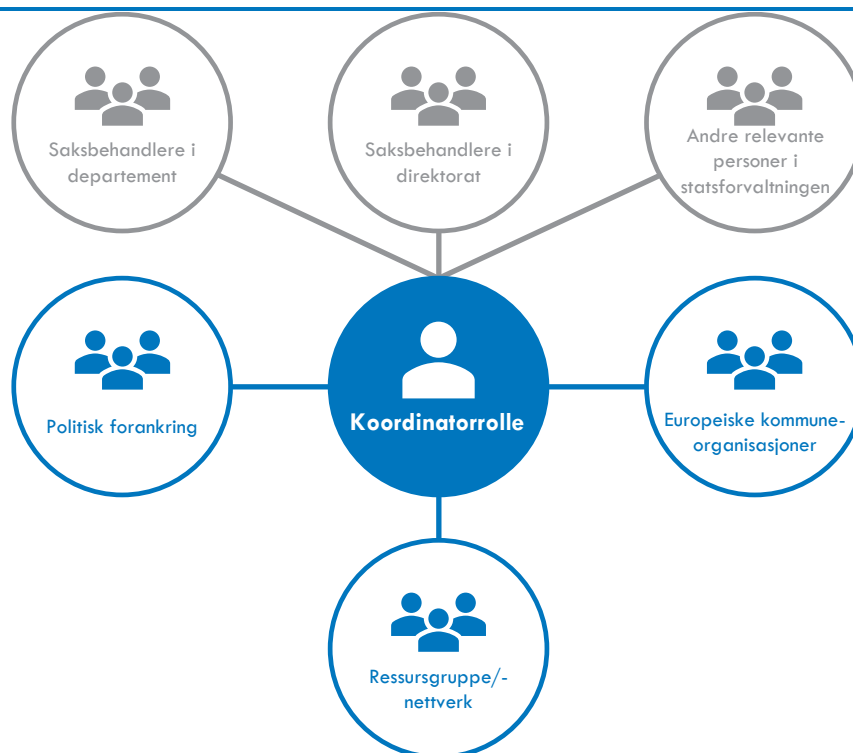 Saksbehandlere i
departement
Saksbehandlere i
direktorat
Andre relevante
personer i
statsforvaltningen
Politisk forankring
Koordinatorrolle
Europeiske kommune-
organisasjoner
Ressursgruppe/-
nettverk